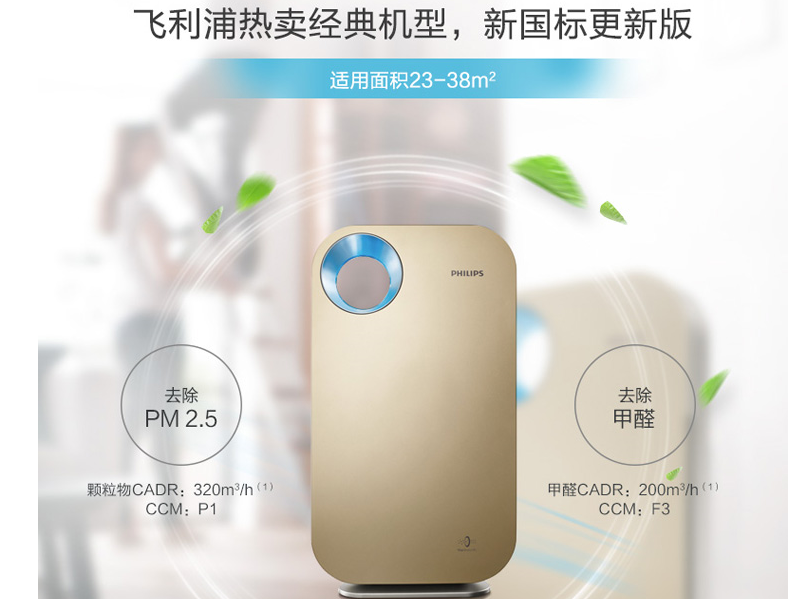 飞利浦热卖经典机型，新国标更新版
适用面积23-38m²
PHILIPS
去除
PM 2.5
去除
甲醛
颗粒物CADR：320m³/h（1）
CCM：P1
甲醛CADR：200m³/h（1）
CCM：F3